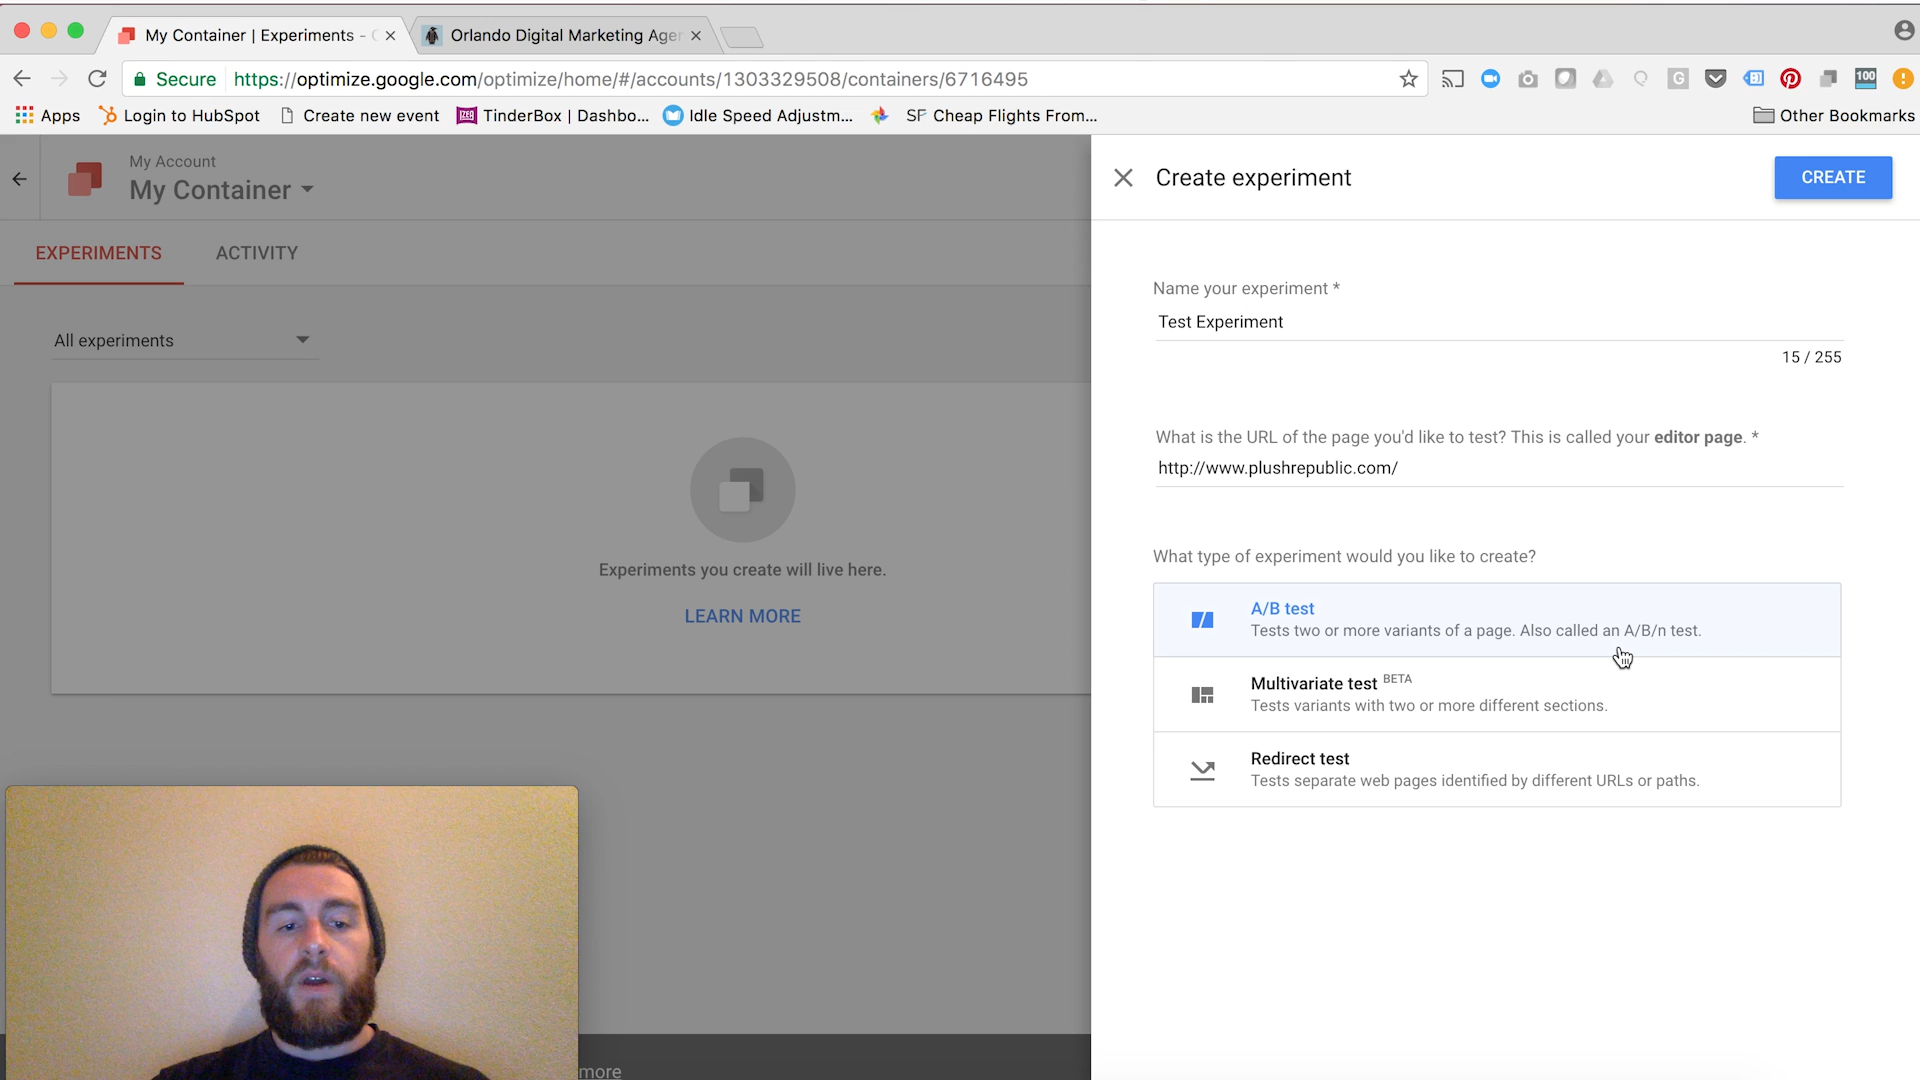 My Container | Experiments -
Orlando Digital Marketing Agen
Secure
https://optimize.google.com/optimize/home/#/accounts/1303329508/containers/6716495
100
G
Apps
Login to HubSpot
Create new event
IZEA
TinderBox | Dashbo...
Idle Speed Adjustm...
SF Cheap Flights From...
Other Bookmarks
My Account
My Container
EXPERIMENTS
ACTIVITY
All experiments
Experiments you create will live here.
LEARN MORE
more
Create experiment
CREATE
Name your experiment *
Test Experiment
15 / 255
What is the URL of the page you'd like to test? This is called your editor page. *
http://www.plushrepublic.com/
What type of experiment would you like to create?
A/B test
Tests two or more variants of a page. Also called an A/B/n test.
Multivariate test BETA
Tests variants with two or more different sections.
Redirect test
Tests separate web pages identified by different URLs or paths.